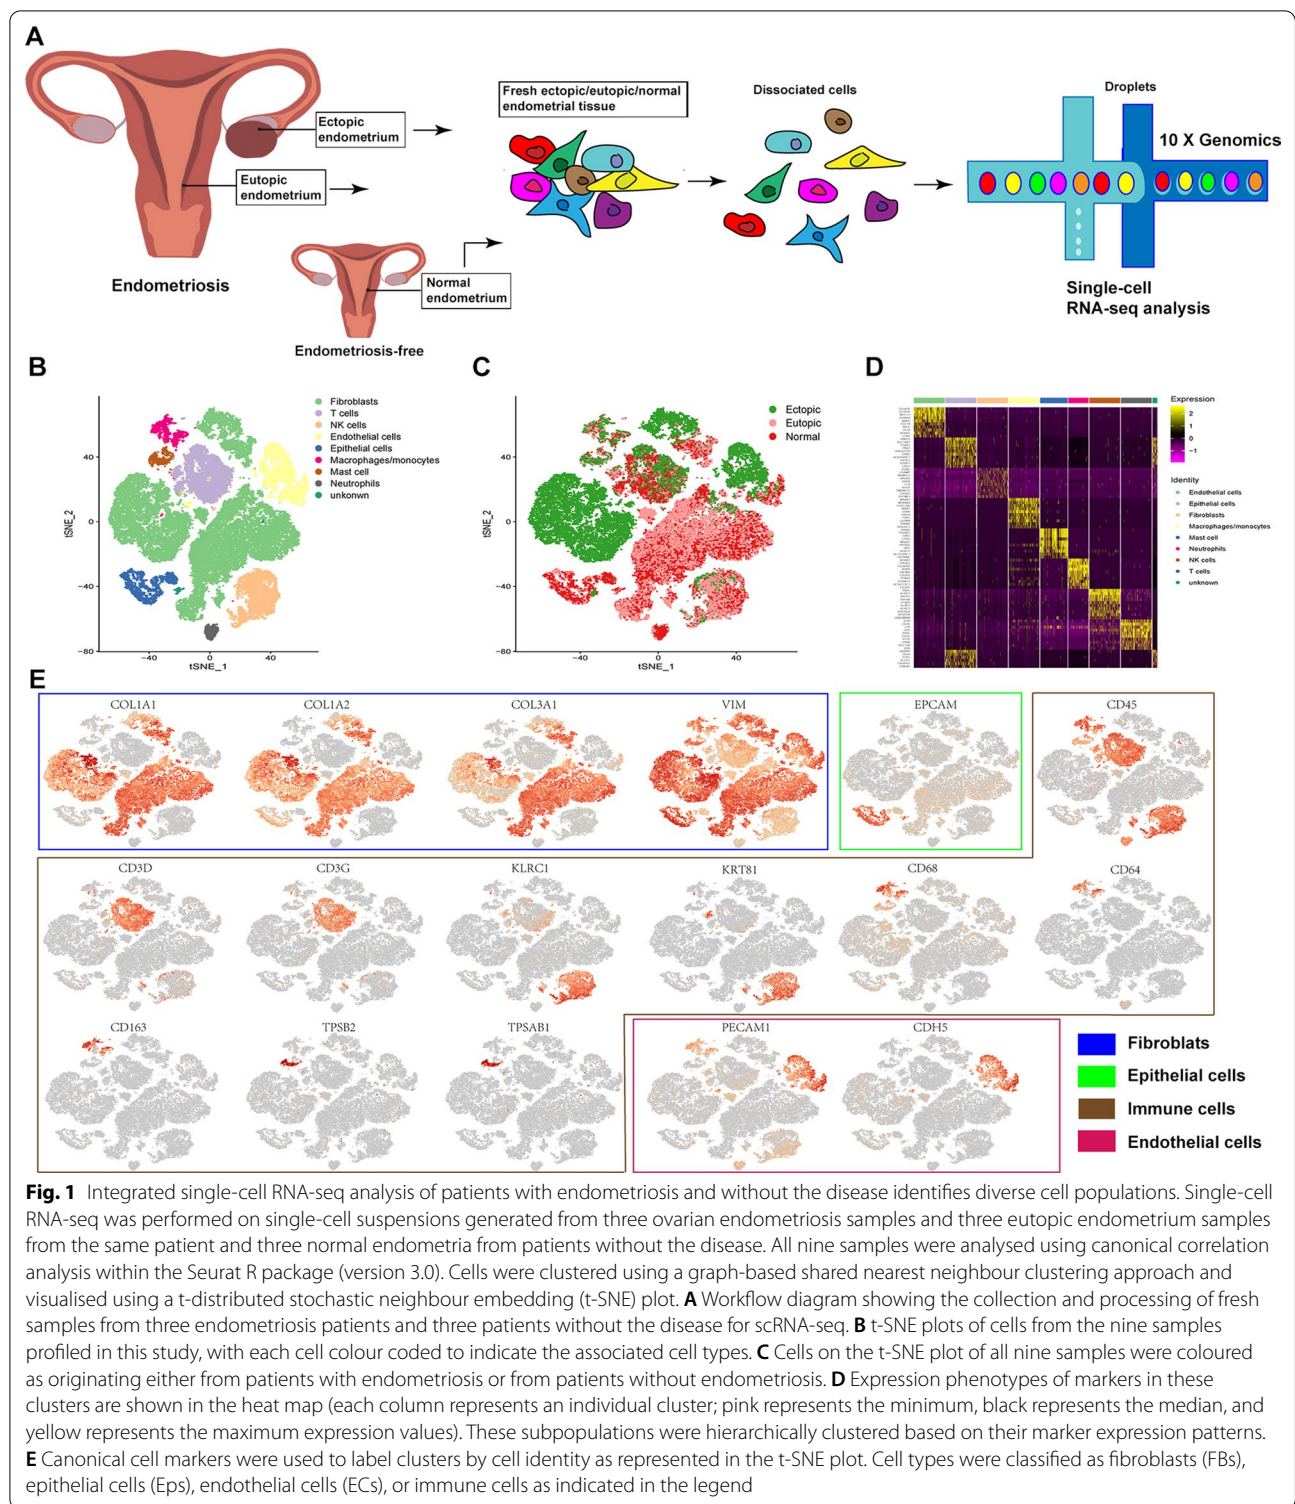 A
Ectopic
endometrium
Eutopic
endometrium
Endometriosis
Normal
endometrium
Endometriosis-free
Fresh ectopic/eutopic/normal
endometrial tissue
Dissociated cells
Droplets
10 X Genomics
Single-cell
RNA-seq analysis
B
Fibroblasts
T cells
NK cells
Endothelial cells
Epithelial cells
Macrophages/monocytes
Mast cell
Neutrophils
unkonwn
tSNE_2
40
0
−40
−80
−40
0
40
tSNE_1
C
Ectopic
Eutopic
Normal
tSNE_2
40
0
−40
−80
−40
0
40
tSNE_1
D
Expression
2
1
0
−1
Identity
Endothelial cells
Epithelial cells
Fibroblasts
Macrophages/monocytes
Mast cell
Neutrophils
NK cells
T cells
unknown
E
COL1A1 COL1A2 COL3A1 VIM EPCAM CD45
CD3D CD3G KLRC1 KRT81 CD68 CD64
CD163 TPSB2 TPSAB1 PECAM1 CDH5
Fibroblats
Epithelial cells
Immune cells
Endothelial cells
Fig. 1 Integrated single-cell RNA-seq analysis of patients with endometriosis and without the disease identifies diverse cell populations. Single-cell
RNA-seq was performed on single-cell suspensions generated from three ovarian endometriosis samples and three eutopic endometrium samples
from the same patient and three normal endometria from patients without the disease. All nine samples were analysed using canonical correlation
analysis within the Seurat R package (version 3.0). Cells were clustered using a graph-based shared nearest neighbour clustering approach and
visualised using a t-distributed stochastic neighbour embedding (t-SNE) plot. A Workflow diagram showing the collection and processing of fresh
samples from three endometriosis patients and three patients without the disease for scRNA-seq. B t-SNE plots of cells from the nine samples
profiled in this study, with each cell colour coded to indicate the associated cell types. C Cells on the t-SNE plot of all nine samples were coloured
as originating either from patients with endometriosis or from patients without endometriosis. D Expression phenotypes of markers in these
clusters are shown in the heat map (each column represents an individual cluster; pink represents the minimum, black represents the median, and
yellow represents the maximum expression values). These subpopulations were hierarchically clustered based on their marker expression patterns.
E Canonical cell markers were used to label clusters by cell identity as represented in the t-SNE plot. Cell types were classified as fibroblasts (FBs),
epithelial cells (Eps), endothelial cells (ECs), or immune cells as indicated in the legend